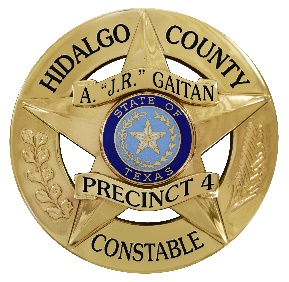 HIDALGO COUNTY
A. "J.R." GAITAN
STATE OF
TEXAS
PRECINCT 4
CONSTABLE